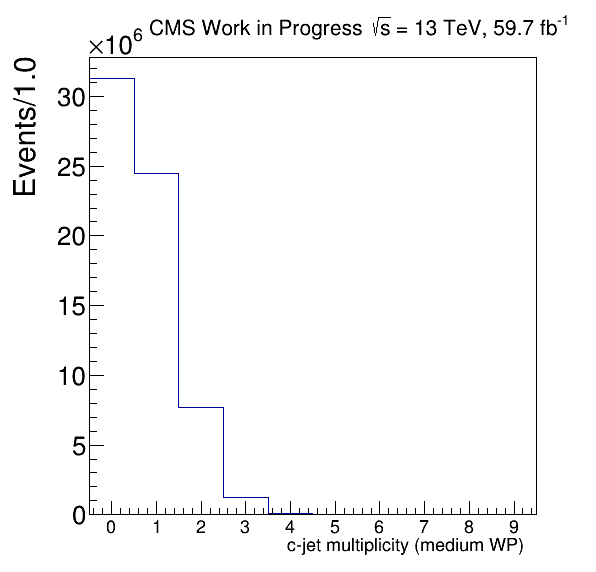 ×10⁶ CMS Work in Progress √s = 13 TeV, 59.7 fb⁻¹
Events/1.0
30
25
20
15
10
5
0
0 1 2 3 4 5 6 7 8 9
c-jet multiplicity (medium WP)